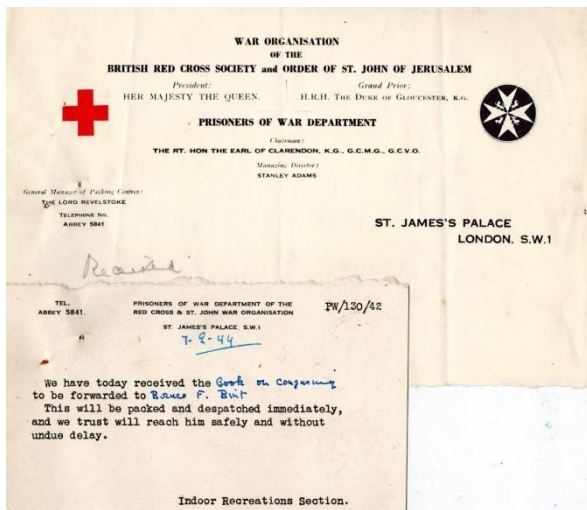 WAR ORGANISATION
OF THE
BRITISH RED CROSS SOCIETY and ORDER OF ST. JOHN OF JERUSALEM
President:
HER MAJESTY THE QUEEN.
Grand Prior:
H.R.H. THE DUKE OF GLOUCESTER, K.G.
PRISONERS OF WAR DEPARTMENT
Chairman:
THE RT. HON THE EARL OF CLARENDON, K.G., G.C.M.G., G.C.V.O.
Managing Director:
STANLEY ADAMS
General Manager of Packing Centres:
THE LORD REVELSTOKE
TELEPHONE NO.
ABBEY 5841
ST. JAMES'S PALACE
LONDON, S.W.1
Received
TEL.
ABBEY 5841.
PRISONERS OF WAR DEPARTMENT OF THE
RED CROSS & ST. JOHN WAR ORGANISATION
ST. JAMES'S PALACE, S.W.1
PW/130/42
7-2-44
We have today received the Book on Conjuring
to be forwarded to F.
This will be packed and despatched immediately,
and we trust will reach him safely and without
undue delay.
Indoor Recreations Section.